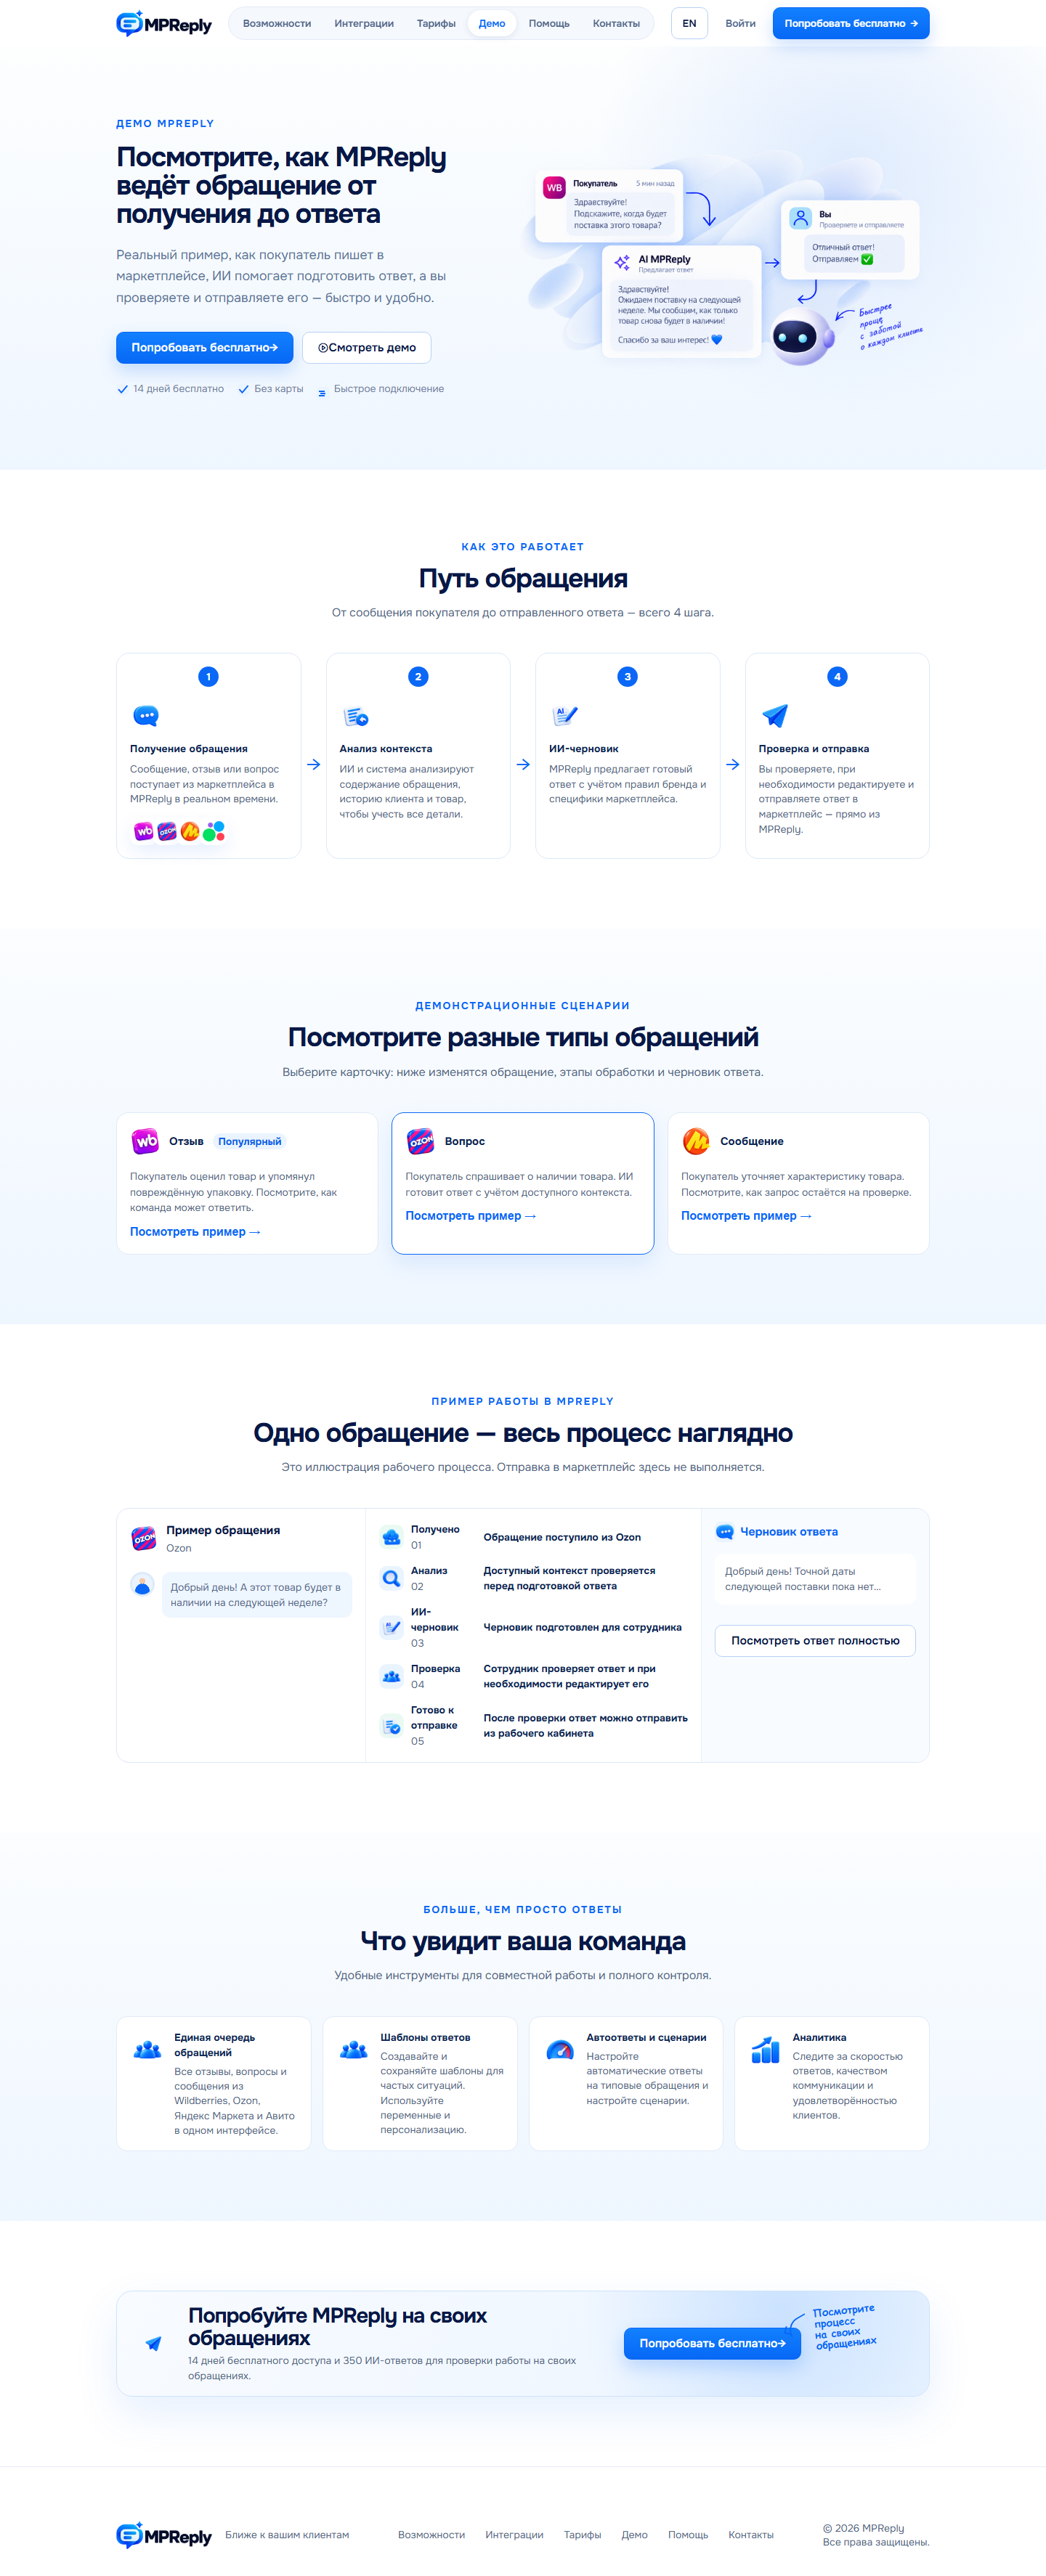 MPReply
Возможности Интеграции Тарифы Демо Помощь Контакты
EN
Войти
Попробовать бесплатно →
ДЕМО MPREPLY
Посмотрите, как MPReply
ведёт обращение от
получения до ответа
Реальный пример, как покупатель пишет в
маркетплейсе, ИИ помогает подготовить ответ, а вы
проверяете и отправляете его — быстро и удобно.
Попробовать бесплатно→
Смотреть демо
14 дней бесплатно
Без карты
Быстрое подключение
WB
Покупатель
5 мин назад
Здравствуйте!
Подскажите, когда будет
поставка этого товара?
AI MPReply
Предлагает ответ
Здравствуйте!
Ожидаем поставку на следующей
неделе. Мы сообщим, как только
товар снова будет в наличии!
Спасибо за ваш интерес! 💙
Вы
Проверяете и отправляете
Отличный ответ!
Отправляем ✅
Быстрее
проще
с заботой
о каждом клиенте
КАК ЭТО РАБОТАЕТ
Путь обращения
От сообщения покупателя до отправленного ответа — всего 4 шага.
1
Получение обращения
Сообщение, отзыв или вопрос
поступает из маркетплейса в
MPReply в реальном времени.
wb OZON
→
2
Анализ контекста
ИИ и система анализируют
содержание обращения,
историю клиента и товар,
чтобы учесть все детали.
→
3
AI
ИИ-черновик
MPReply предлагает готовый
ответ с учётом правил бренда и
специфики маркетплейса.
→
4
Проверка и отправка
Вы проверяете, при
необходимости редактируете и
отправляете ответ в
маркетплейс — прямо из
MPReply.
ДЕМОНСТРАЦИОННЫЕ СЦЕНАРИИ
Посмотрите разные типы обращений
Выберите карточку: ниже изменятся обращение, этапы обработки и черновик ответа.
wb
Отзыв
Популярный
Покупатель оценил товар и упомянул
повреждённую упаковку. Посмотрите, как
команда может ответить.
Посмотреть пример →
OZON
Вопрос
Покупатель спрашивает о наличии товара. ИИ
готовит ответ с учётом доступного контекста.
Посмотреть пример →
Сообщение
Покупатель уточняет характеристику товара.
Посмотрите, как запрос остаётся на проверке.
Посмотреть пример →
ПРИМЕР РАБОТЫ В MPREPLY
Одно обращение — весь процесс наглядно
Это иллюстрация рабочего процесса. Отправка в маркетплейс здесь не выполняется.
OZON
Пример обращения
Ozon
Добрый день! А этот товар будет в
наличии на следующей неделе?
Получено
01
Обращение поступило из Ozon
Анализ
02
Доступный контекст проверяется
перед подготовкой ответа
AI
ИИ-
черновик
03
Черновик подготовлен для сотрудника
Проверка
04
Сотрудник проверяет ответ и при
необходимости редактирует его
Готово к
отправке
05
После проверки ответ можно отправить
из рабочего кабинета
Черновик ответа
Добрый день! Точной даты
следующей поставки пока нет...
Посмотреть ответ полностью
БОЛЬШЕ, ЧЕМ ПРОСТО ОТВЕТЫ
Что увидит ваша команда
Удобные инструменты для совместной работы и полного контроля.
Единая очередь
обращений
Все отзывы, вопросы и
сообщения из
Wildberries, Ozon,
Яндекс Маркета и Авито
в одном интерфейсе.
Шаблоны ответов
Создавайте и
сохраняйте шаблоны для
частых ситуаций.
Используйте
переменные и
персонализацию.
Автоответы и сценарии
Настройте
автоматические ответы
на типовые обращения и
настройте сценарии.
Аналитика
Следите за скоростью
ответов, качеством
коммуникации и
удовлетворённостью
клиентов.
Попробуйте MPReply на своих
обращениях
14 дней бесплатного доступа и 350 ИИ-ответов для проверки работы на своих
обращениях.
Попробовать бесплатно→
Посмотрите
процесс
на своих
обращениях
MPReply
Ближе к вашим клиентам
Возможности Интеграции Тарифы Демо Помощь Контакты
© 2026 MPReply
Все права защищены.